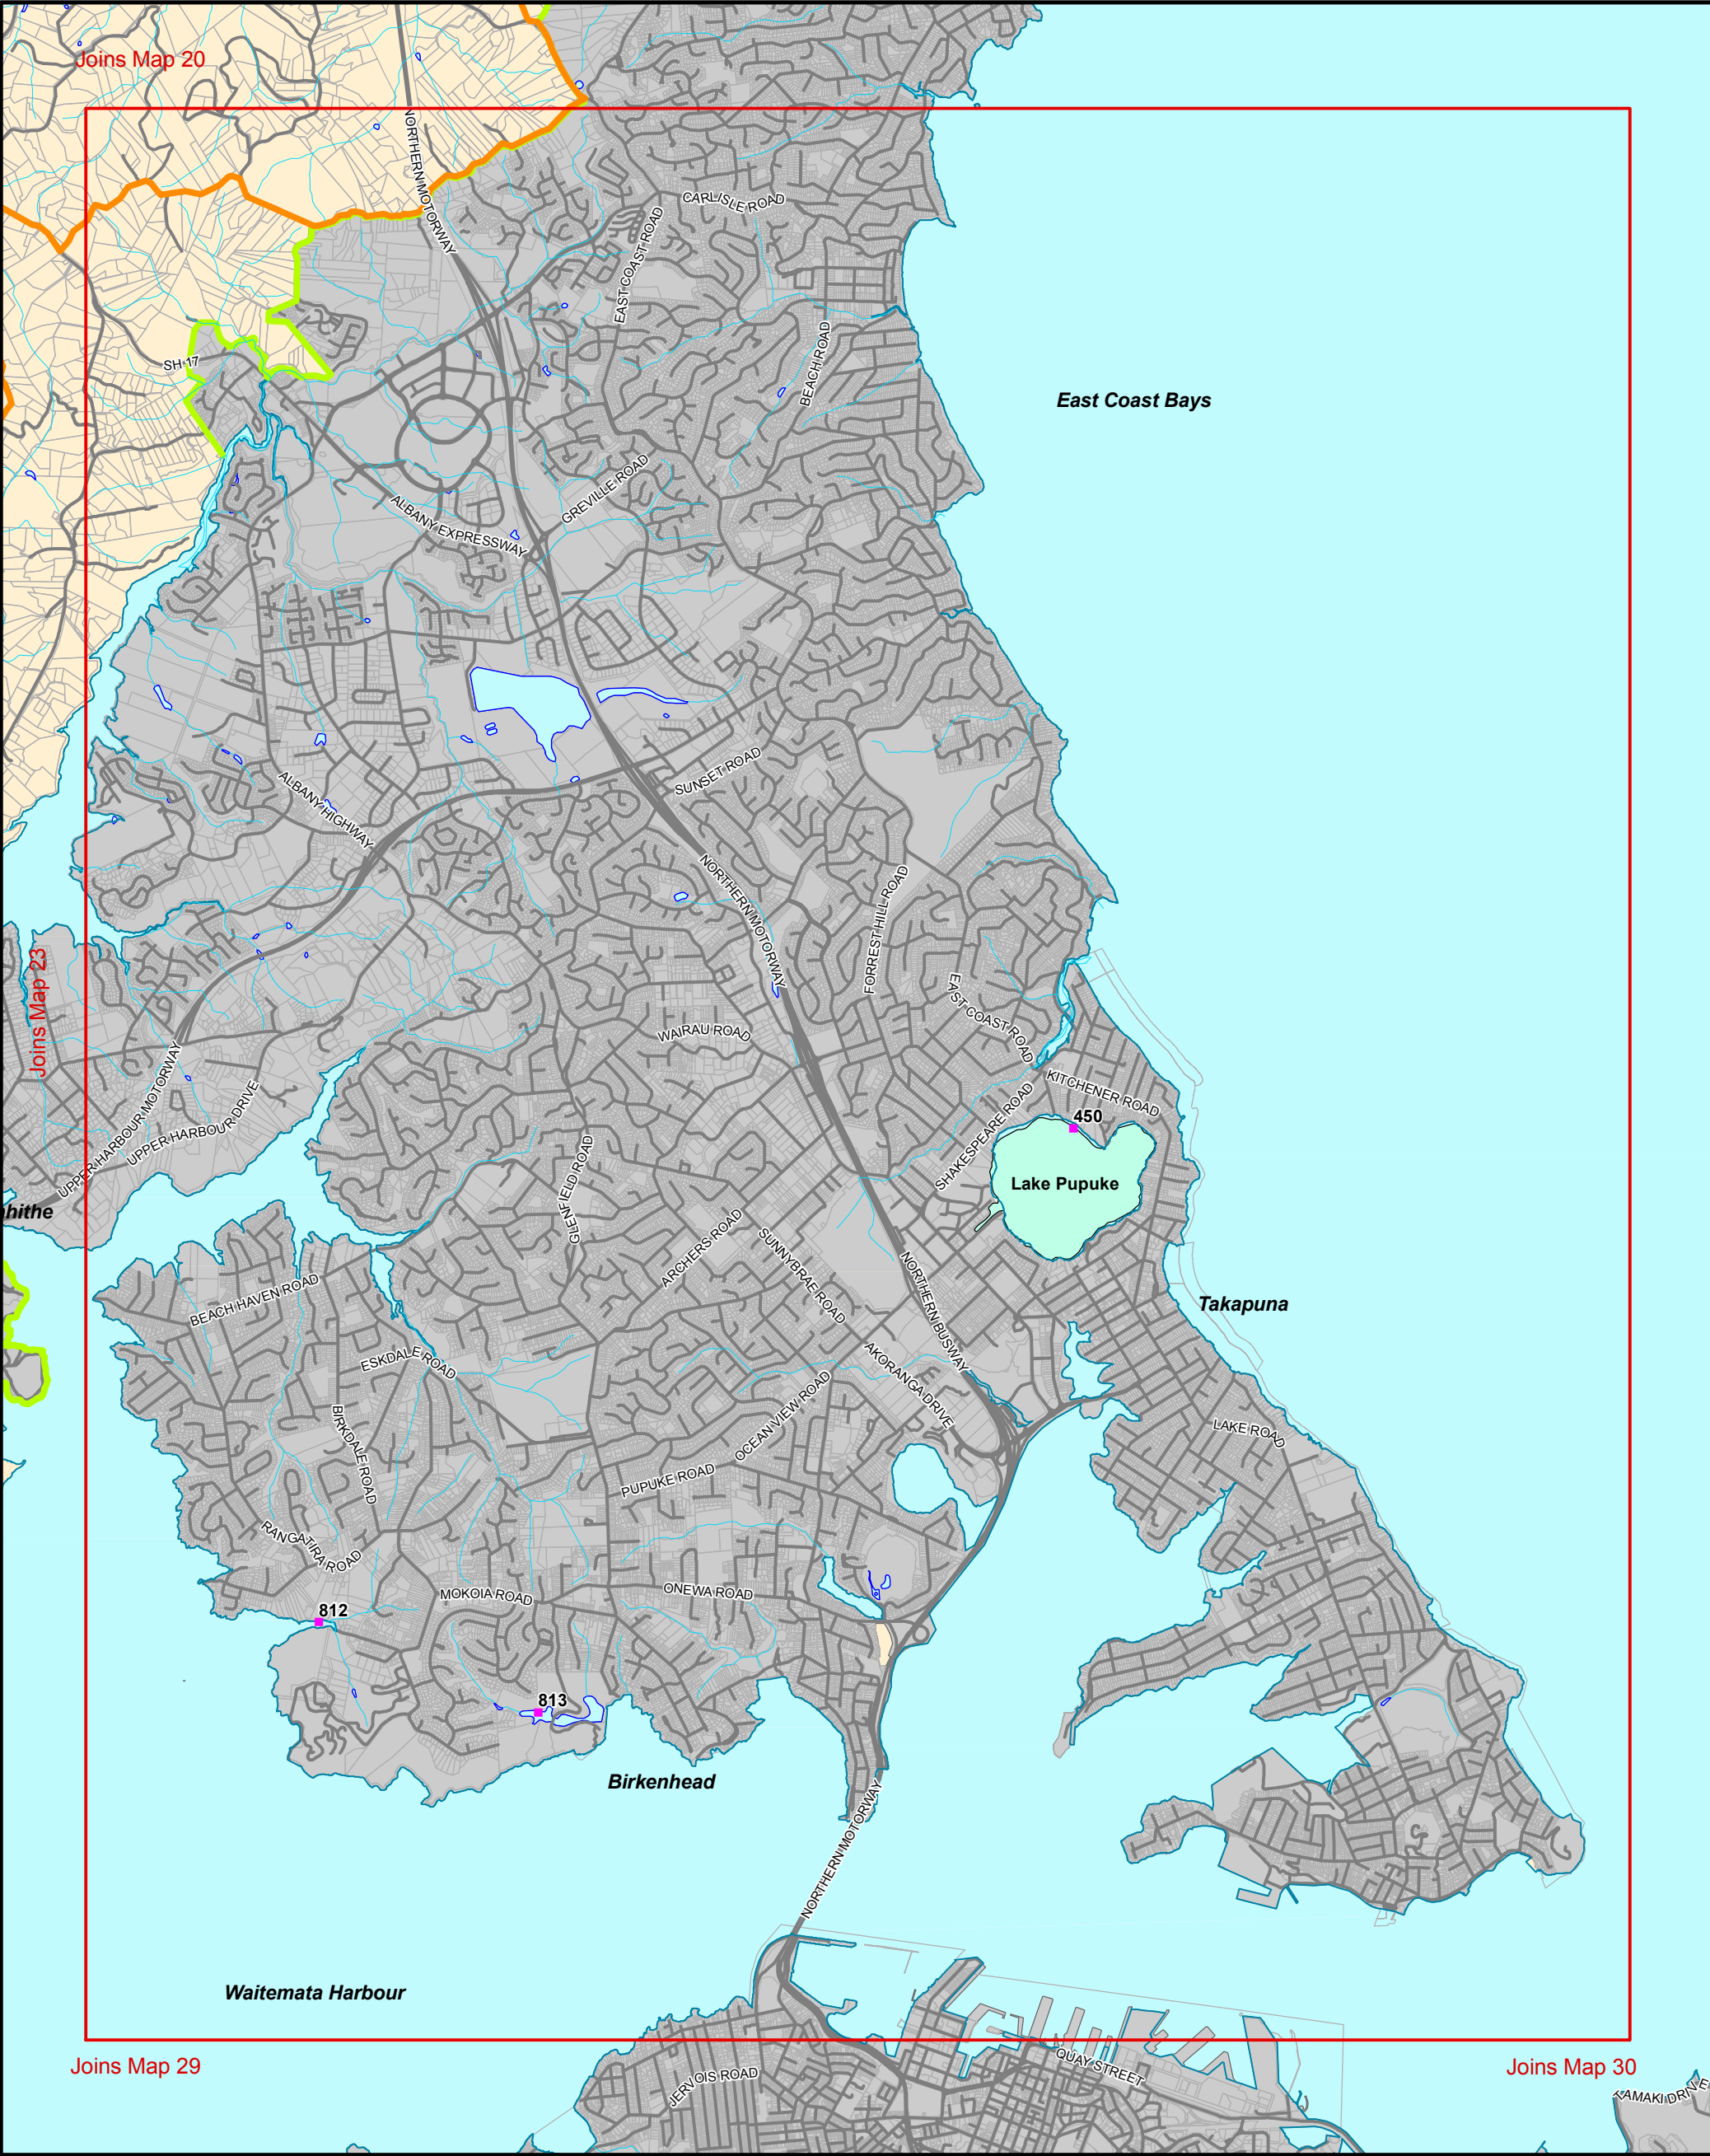 Joins Map 20
NORTHERN MOTORWAY
CARLISLE ROAD
EAST COAST ROAD
SH 17
BEACH ROAD
East Coast Bays
GREVILLE ROAD
ALBANY EXPRESSWAY
SUNSET ROAD
ALBANY HIGHWAY
NORTHERN MOTORWAY
FORREST HILL ROAD
Joins Map 23
EAST COAST ROAD
WAIRAU ROAD
KITCHENER ROAD
UPPER HARBOUR MOTORWAY
UPPER HARBOUR DRIVE
SHAKESPEARE ROAD
450
GLENFIELD ROAD
Lake Pupuke
hithe
ARCHERS ROAD
SUNNYBRAE ROAD
NORTHERN BUSWAY
BEACH HAVEN ROAD
Takapuna
ESKDALE ROAD
AKORANGA DRIVE
OCEAN VIEW ROAD
BIRKDALE ROAD
LAKE ROAD
PUPUKE ROAD
RANGATIRA ROAD
MOKOIA ROAD
ONEWA ROAD
812
813
Birkenhead
NORTHERN MOTORWAY
Waitemata Harbour
QUAY STREET
Joins Map 29
Joins Map 30
JERVOIS ROAD
AMAKI DRIVE